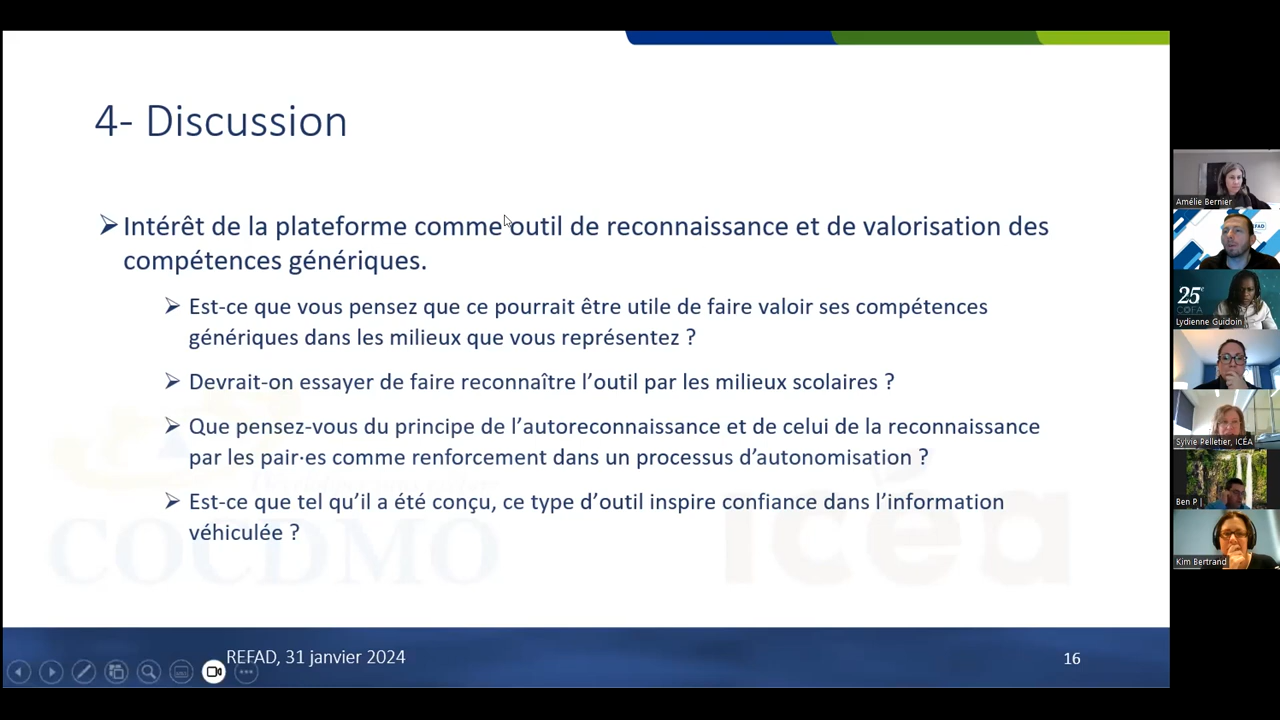 4- Discussion
Intérêt de la plateforme comme outil de reconnaissance et de valorisation des
compétences génériques.
Est-ce que vous pensez que ce pourrait être utile de faire valoir ses compétences
génériques dans les milieux que vous représentez ?
Devrait-on essayer de faire reconnaître l'outil par les milieux scolaires ?
Que pensez-vous du principe de l'autoreconnaissance et de celui de la reconnaissance
par les pair·es comme renforcement dans un processus d'autonomisation ?
Est-ce que tel qu'il a été conçu, ce type d'outil inspire confiance dans l'information
véhiculée ?
COCDMO
icéa
REFAD, 31 janvier 2024
16
Amélie Bernier
25e
COFA
Lydienne Guidoin
Sylvie Pelletier, ICÉA
Ben P
Kim Bertrand